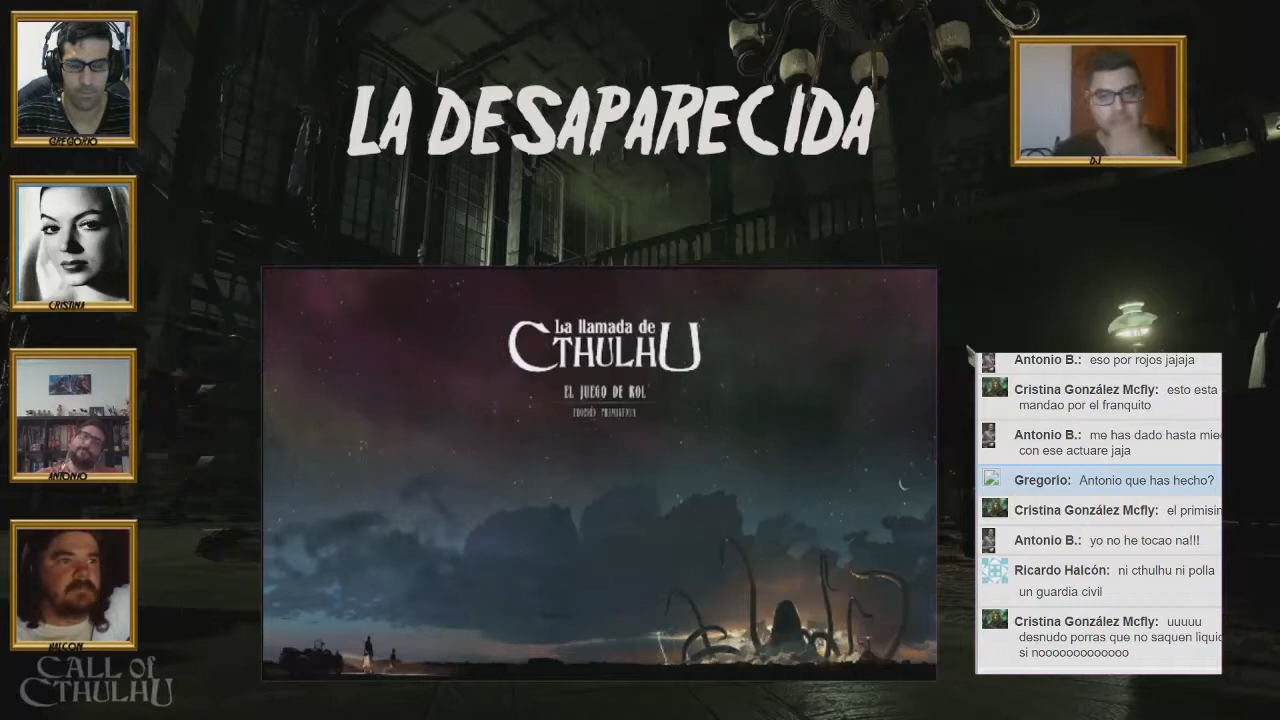 LA DESAPARECIDA
GREGORIO
CRISTINA
ANTONIO
HALCON
DJ
La llamada de
CTHULHU
EL JUEGO DE ROL
EDICIÓN PRIMIGENIA
Antonio B.: eso por rojos jajaja
Cristina González Mcfly: esto esta
mandao por el franquito
Antonio B.: me has dado hasta mie
con ese actuare jaja
Gregorio: Antonio que has hecho?
Cristina González Mcfly: el primisin
Antonio B.: yo no he tocao na!!!
Ricardo Halcón: ni cthulhu ni polla
un guardia civil
Cristina González Mcfly: uuuuu
desnudo porras que no saquen liquid
si nooooooooooooo
CALL of
CTHULHU